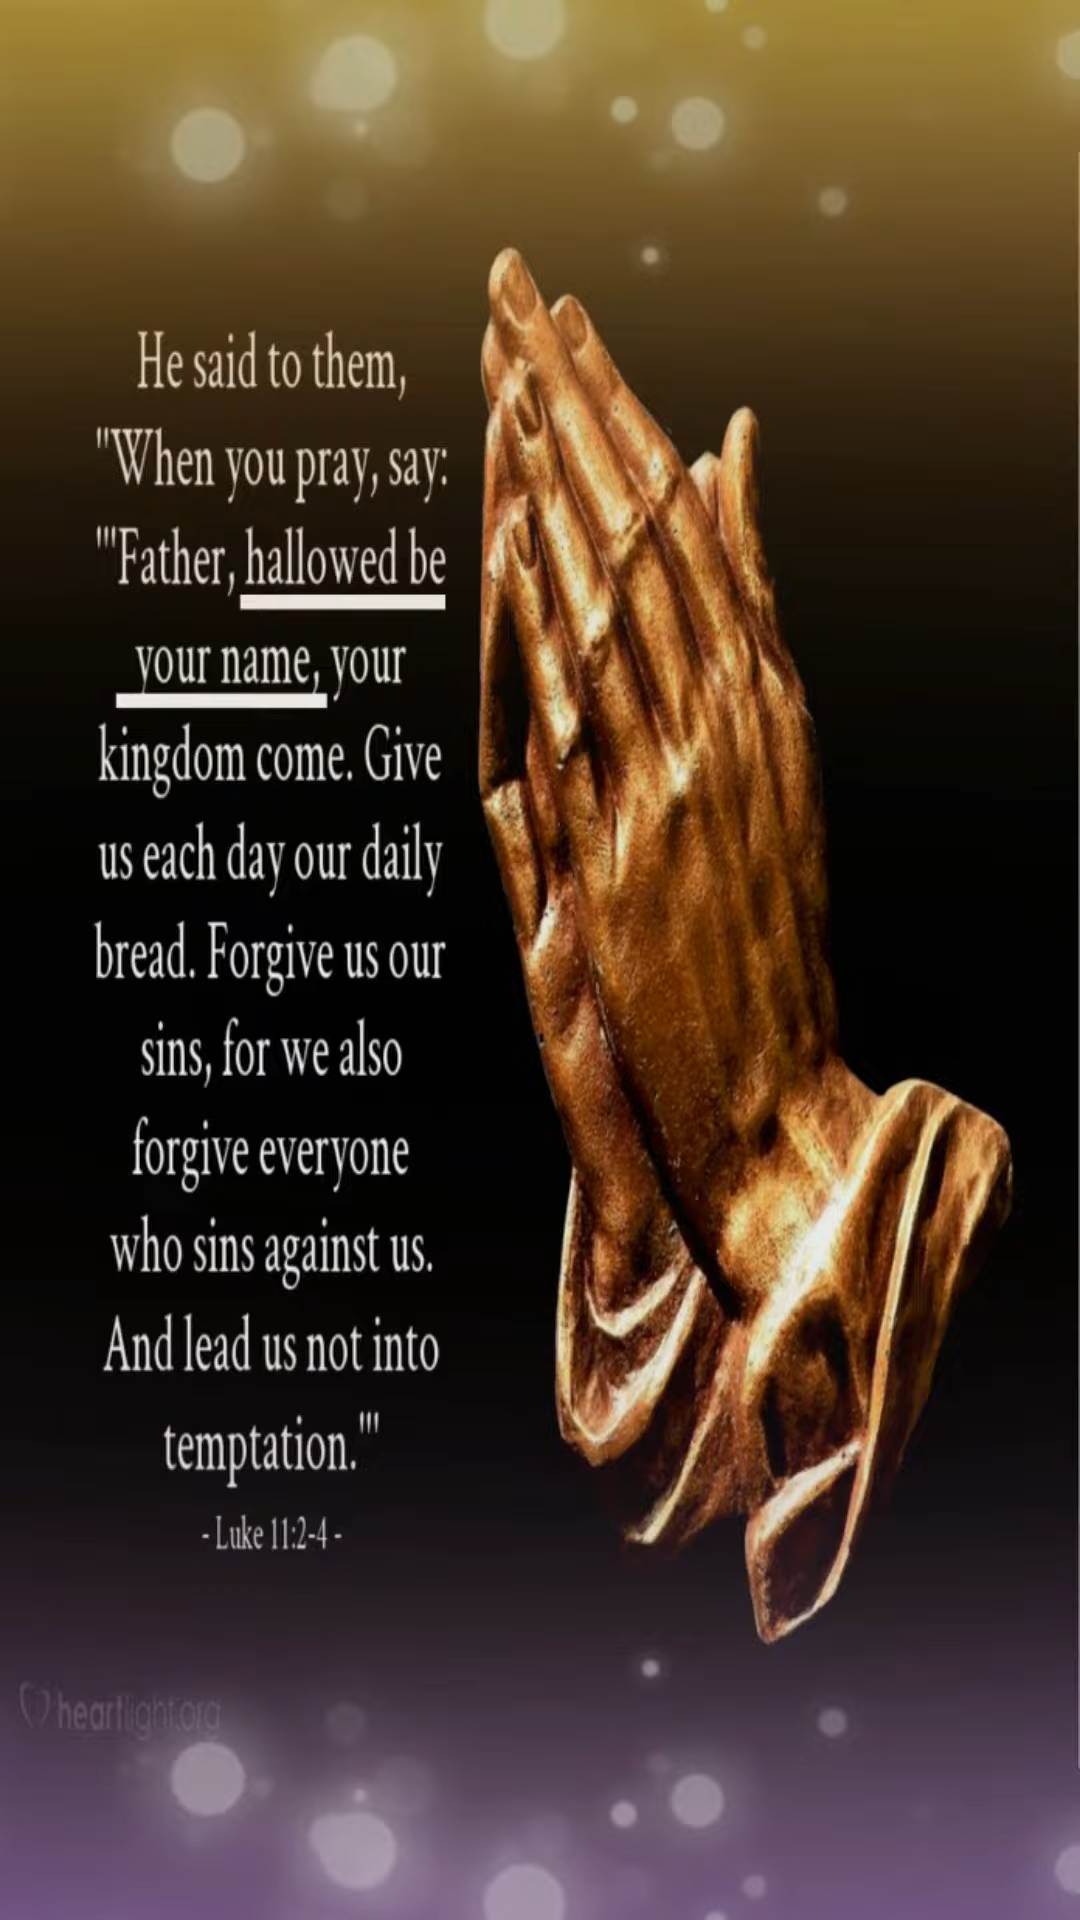 He said to them,
"When you pray, say:
"'Father, hallowed be
your name, your
kingdom come. Give
us each day our daily
bread. Forgive us our
sins, for we also
forgive everyone
who sins against us.
And lead us not into
temptation.'"
- Luke 11:2-4 -
heartlight.org